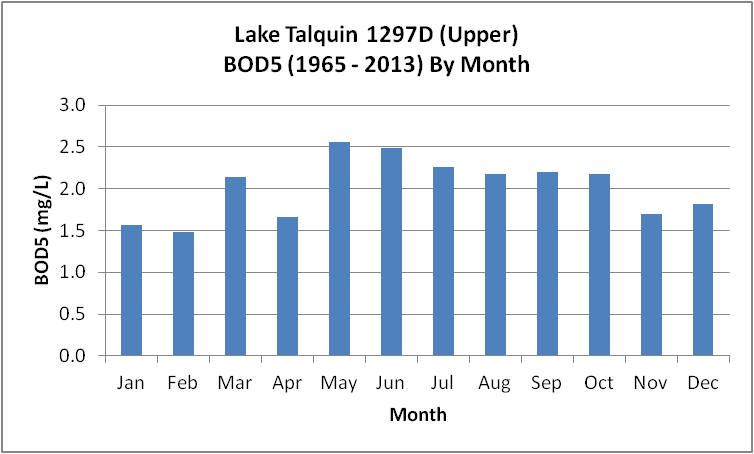 Lake Talquin 1297D (Upper)
BOD5 (1965 - 2013) By Month
3.0
2.5
2.0
1.5
1.0
0.5
0.0
BOD5 (mg/L)
Jan Feb Mar Apr May Jun Jul Aug Sep Oct Nov Dec
Month